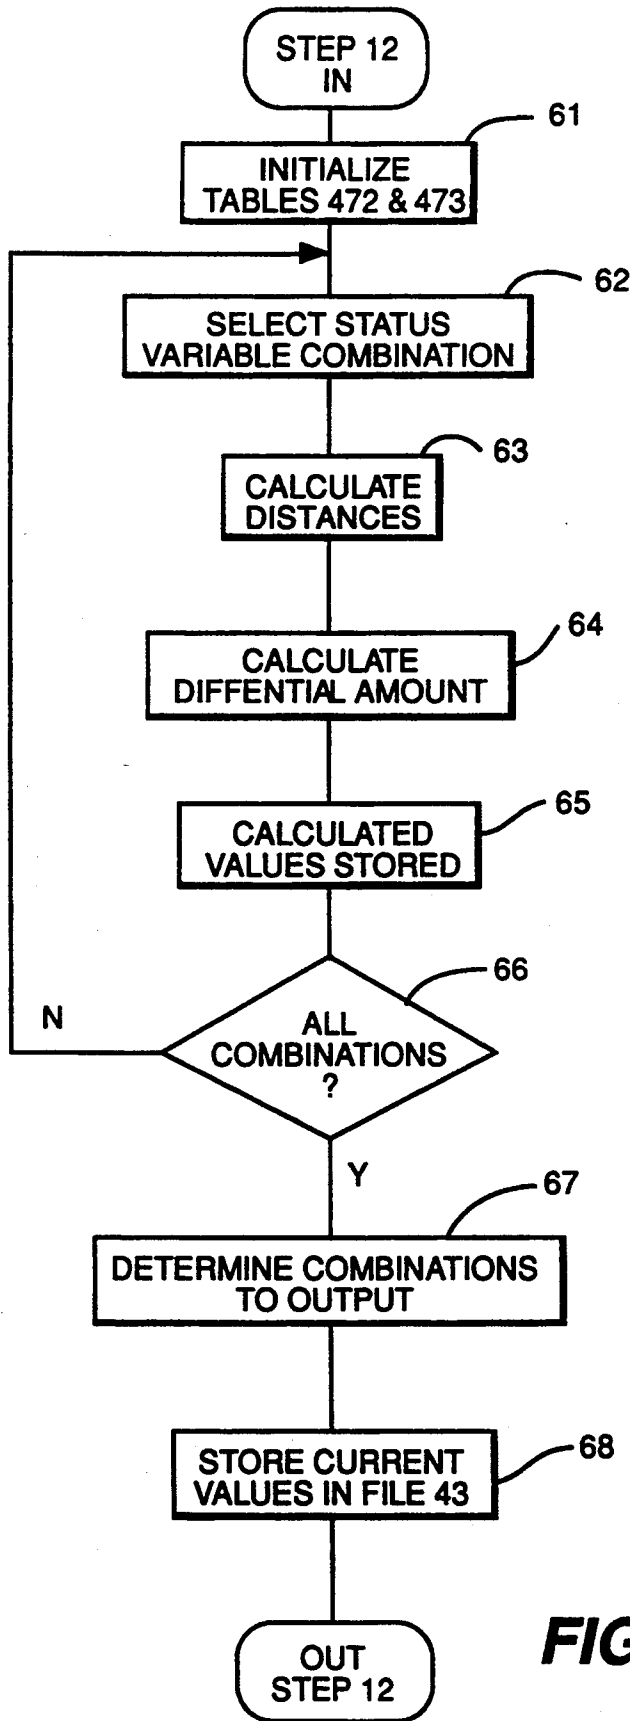 STEP 12
IN
61
INITIALIZE
TABLES 472 & 473
62
SELECT STATUS
VARIABLE COMBINATION
63
CALCULATE
DISTANCES
64
CALCULATE
DIFFENTIAL AMOUNT
65
CALCULATED
VALUES STORED
66
N
ALL
COMBINATIONS
?
Y
67
DETERMINE COMBINATIONS
TO OUTPUT
68
STORE CURRENT
VALUES IN FILE 43
FIG
OUT
STEP 12